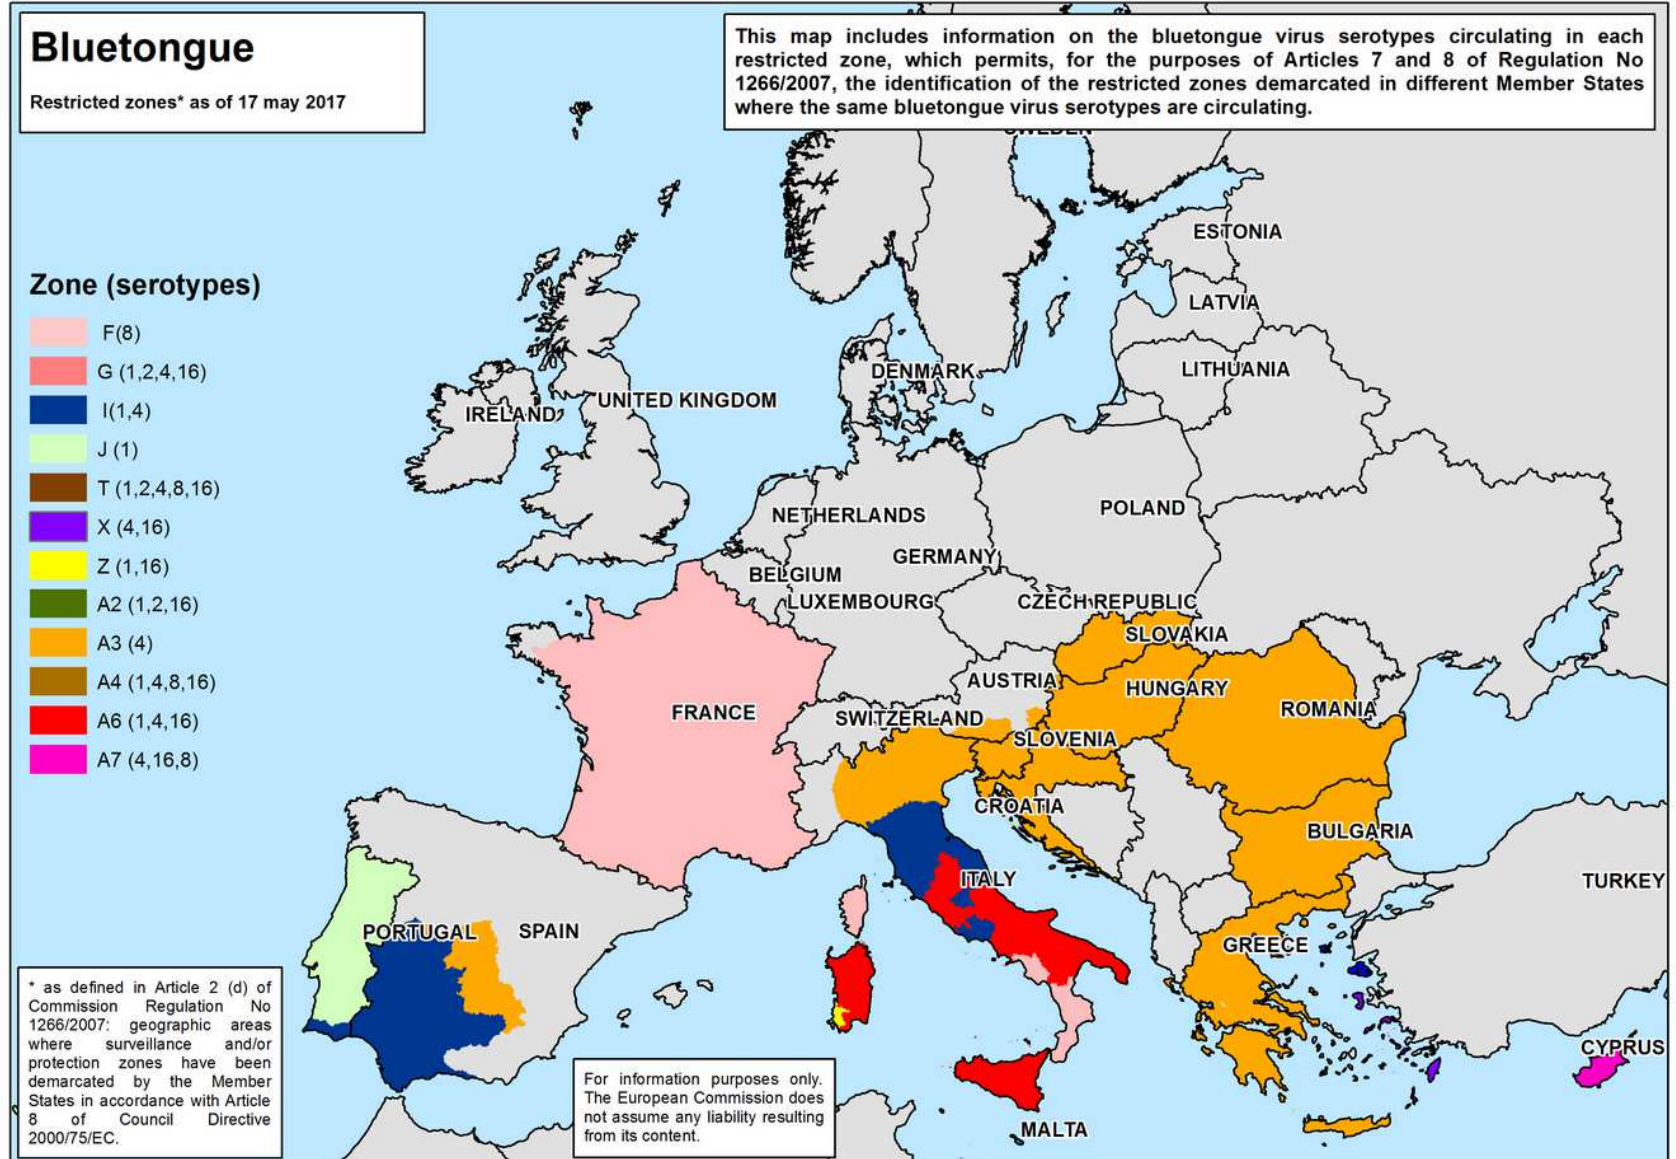 Bluetongue
Restricted zones* as of 17 may 2017
This map includes information on the bluetongue virus serotypes circulating in each
restricted zone, which permits, for the purposes of Articles 7 and 8 of Regulation No
1266/2007, the identification of the restricted zones demarcated in different Member States
where the same bluetongue virus serotypes are circulating.
SWEDEN
ESTONIA
LATVIA
LITHUANIA
DENMARK
IRELAND
UNITED KINGDOM
NETHERLANDS
POLAND
GERMANY
BELGIUM
LUXEMBOURG
CZECH REPUBLIC
SLOVAKIA
AUSTRIA
HUNGARY
FRANCE
SWITZERLAND
ROMANIA
SLOVENIA
CROATIA
BULGARIA
ITALY
TURKEY
PORTUGAL
SPAIN
GREECE
CYPRUS
MALTA
Zone (serotypes)
F(8)
G (1,2,4,16)
I(1,4)
J (1)
T (1,2,4,8,16)
X (4,16)
Z (1,16)
A2 (1,2,16)
A3 (4)
A4 (1,4,8,16)
A6 (1,4,16)
A7 (4,16,8)
* as defined in Article 2 (d) of
Commission Regulation No
1266/2007: geographic areas
where surveillance and/or
protection zones have been
demarcated by the Member
States in accordance with Article
8 of Council Directive
2000/75/EC.
For information purposes only.
The European Commission does
not assume any liability resulting
from its content.